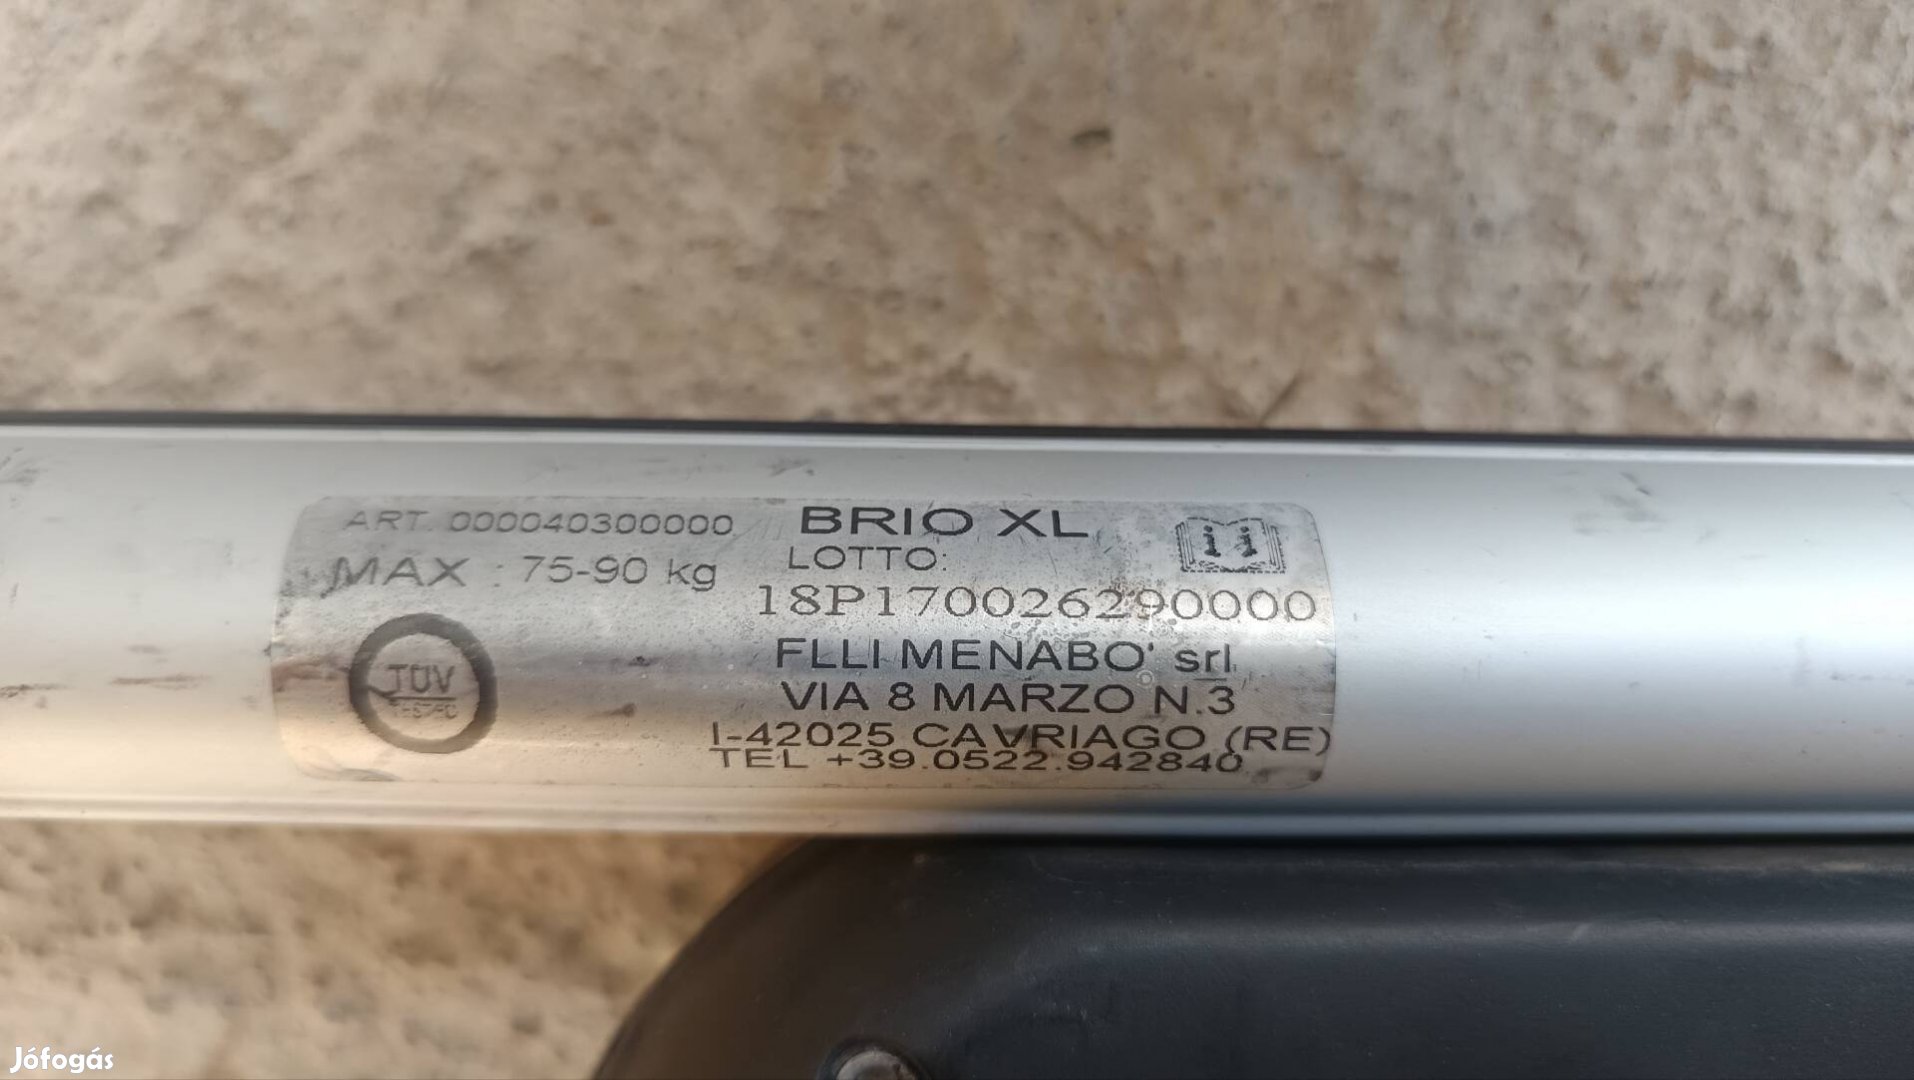 ART. 000040300000
MAX : 75-90 kg
TÜV
BRIO XL
LOTTO:
18P170026290000
FLLI MENABO' srl
VIA 8 MARZO N.3
I-42025 CAVRIAGO (RE)
TEL +39.0522.942840
Jófogás